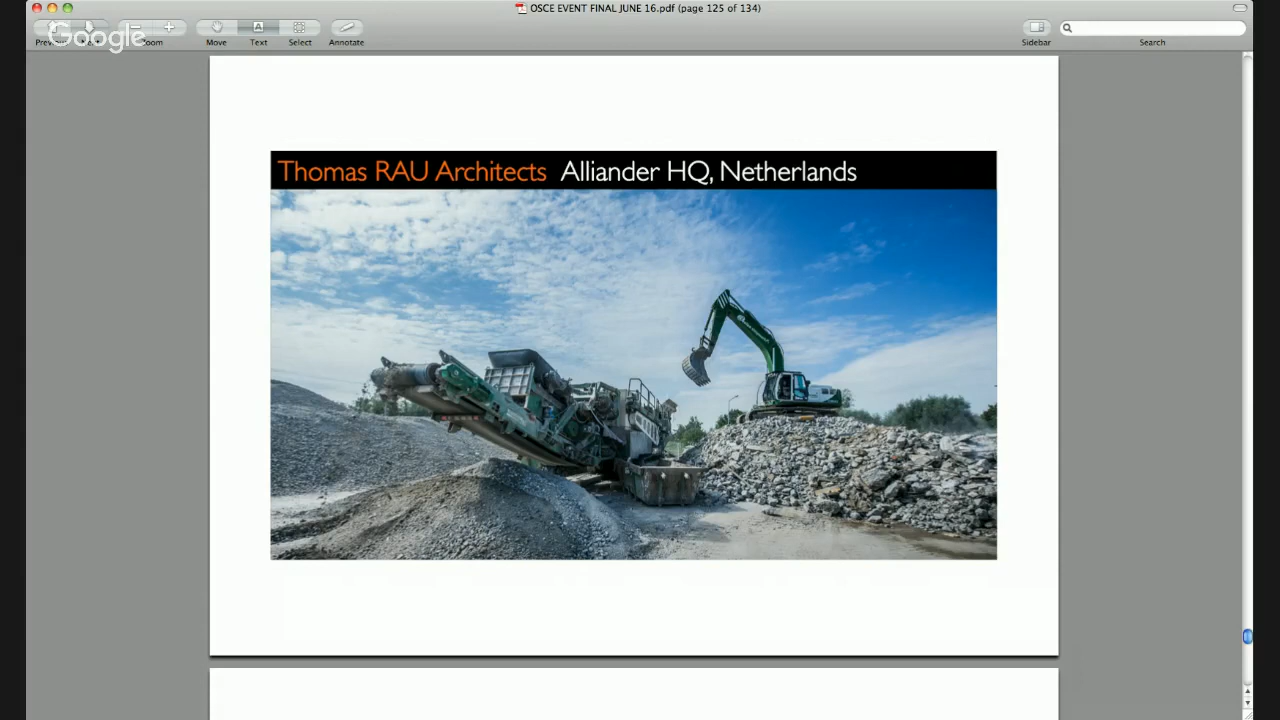 OSCE EVENT FINAL JUNE 16.pdf (page 125 of 134)
Google
Zoom
Move
Text
Select
Annotate
Sidebar
Search
Thomas RAU Architects Alliander HQ, Netherlands